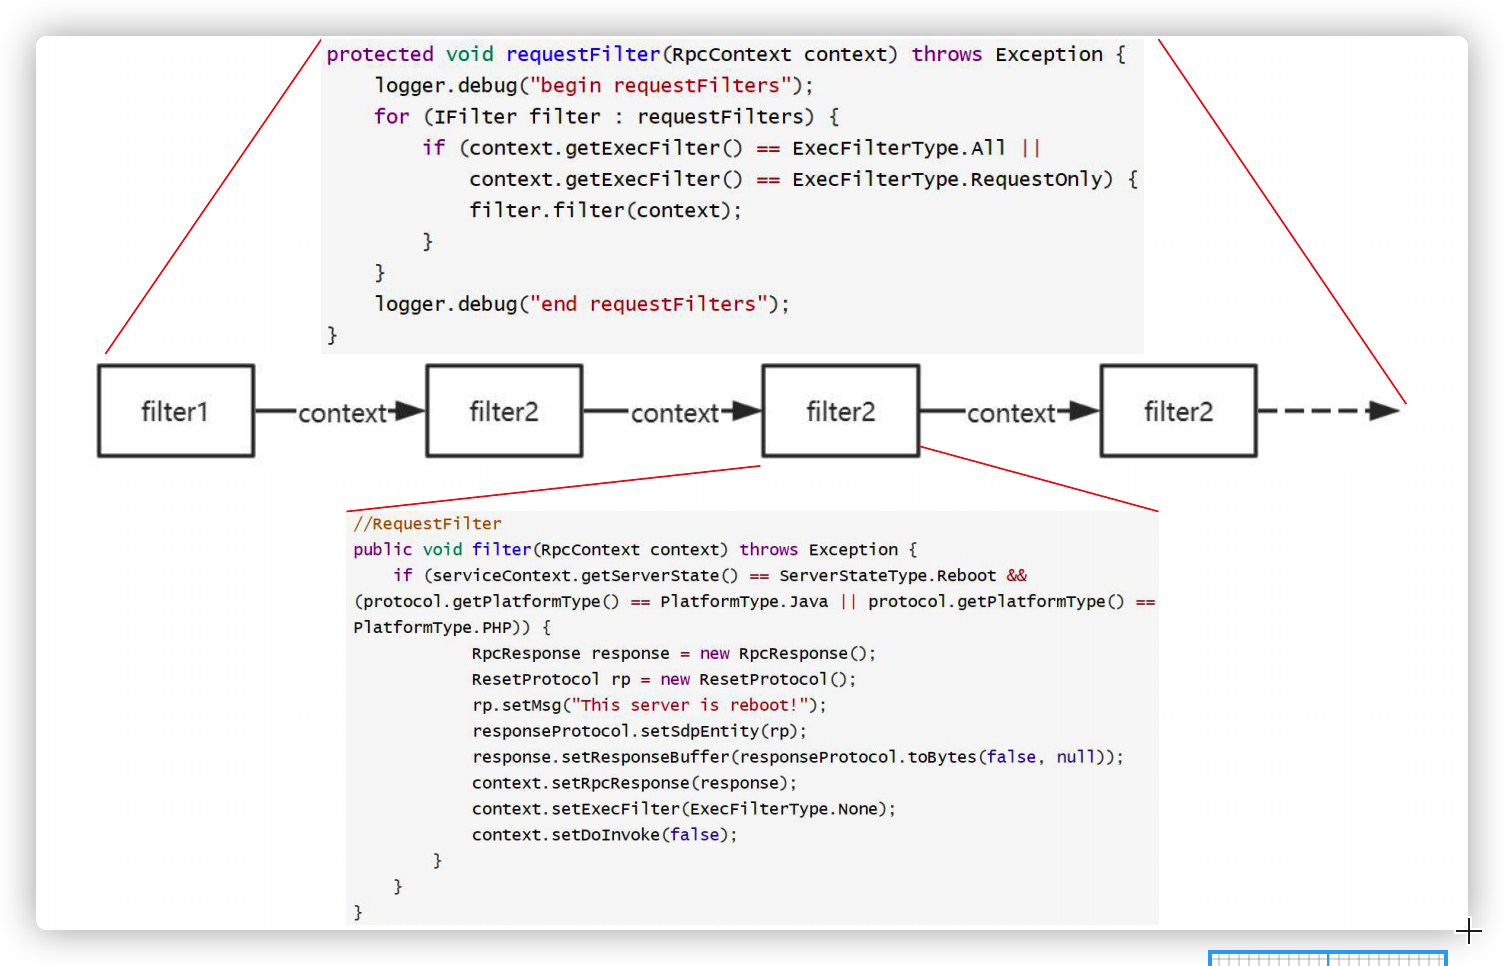 protected void requestFilter(RpcContext context) throws Exception {
    logger.debug("begin requestFilters");
    for (IFilter filter : requestFilters) {
        if (context.getExecFilter() == ExecFilterType.All ||
            context.getExecFilter() == ExecFilterType.RequestOnly) {
            filter.filter(context);
        }
    }
    logger.debug("end requestFilters");
}
filter1 context filter2 context filter2 context filter2
//RequestFilter
public void filter(RpcContext context) throws Exception {
    if (serviceContext.getServerState() == ServerStateType.Reboot &&
(protocol.getPlatformType() == PlatformType.Java || protocol.getPlatformType() ==
PlatformType.PHP)) {
            RpcResponse response = new RpcResponse();
            ResetProtocol rp = new ResetProtocol();
            rp.setMsg("This server is reboot!");
            responseProtocol.setSdpEntity(rp);
            response.setResponseBuffer(responseProtocol.toBytes(false, null));
            context.setRpcResponse(response);
            context.setExecFilter(ExecFilterType.None);
            context.setDoInvoke(false);
        }
    }
}